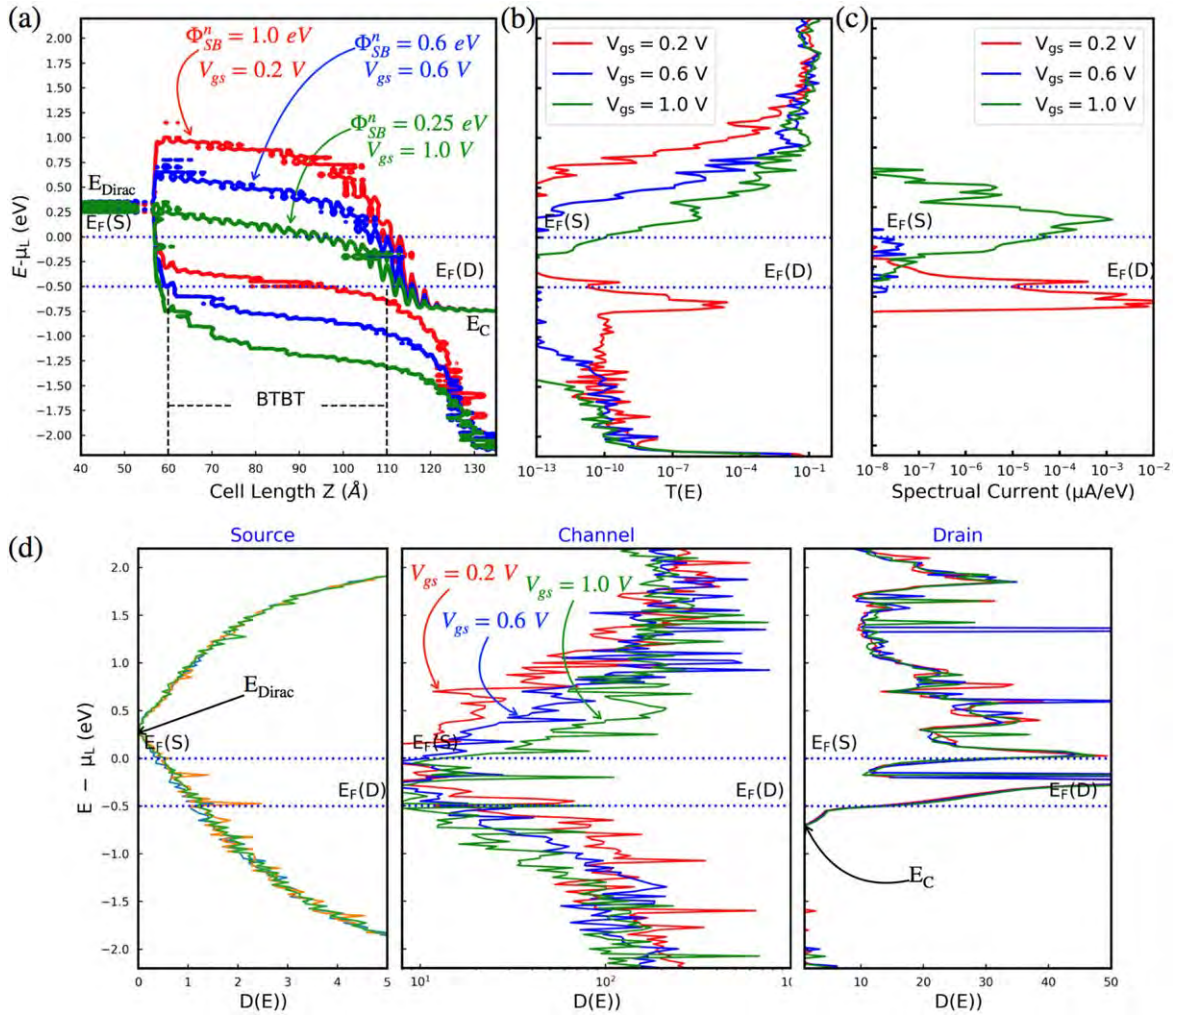 (a)
Φⁿ_SB = 1.0 eV
V_gs = 0.2 V
Φⁿ_SB = 0.6 eV
V_gs = 0.6 V
Φⁿ_SB = 0.25 eV
V_gs = 1.0 V
E_Dirac
E_F(S)
E_F(D)
E_C
BTBT
E-μ_L (eV)
2.00
1.75
1.50
1.25
1.00
0.75
0.50
0.25
0.00
−0.25
−0.50
−0.75
−1.00
−1.25
−1.50
−1.75
−2.00
40 50 60 70 80 90 100 110 120 130
Cell Length Z (Å)
(b)
V_gs = 0.2 V
V_gs = 0.6 V
V_gs = 1.0 V
E_F(S)
E_F(D)
10⁻¹³ 10⁻¹⁰ 10⁻⁷ 10⁻⁴ 10⁻¹
T(E)
(c)
V_gs = 0.2 V
V_gs = 0.6 V
V_gs = 1.0 V
E_F(S)
E_F(D)
10⁻⁸ 10⁻⁷ 10⁻⁶ 10⁻⁵ 10⁻⁴ 10⁻³ 10⁻²
Spectrual Current (μA/eV)
(d)
Source
E − μ_L (eV)
2.0
1.5
1.0
0.5
0.0
−0.5
−1.0
−1.5
−2.0
E_Dirac
E_F(S)
E_F(D)
0 1 2 3 4 5
D(E))
Channel
V_gs = 0.2 V
V_gs = 1.0 V
V_gs = 0.6 V
E_F(S)
E_F(D)
10¹ 10² 10
D(E))
Drain
E_F(S)
E_F(D)
E_C
10 20 30 40 50
D(E))